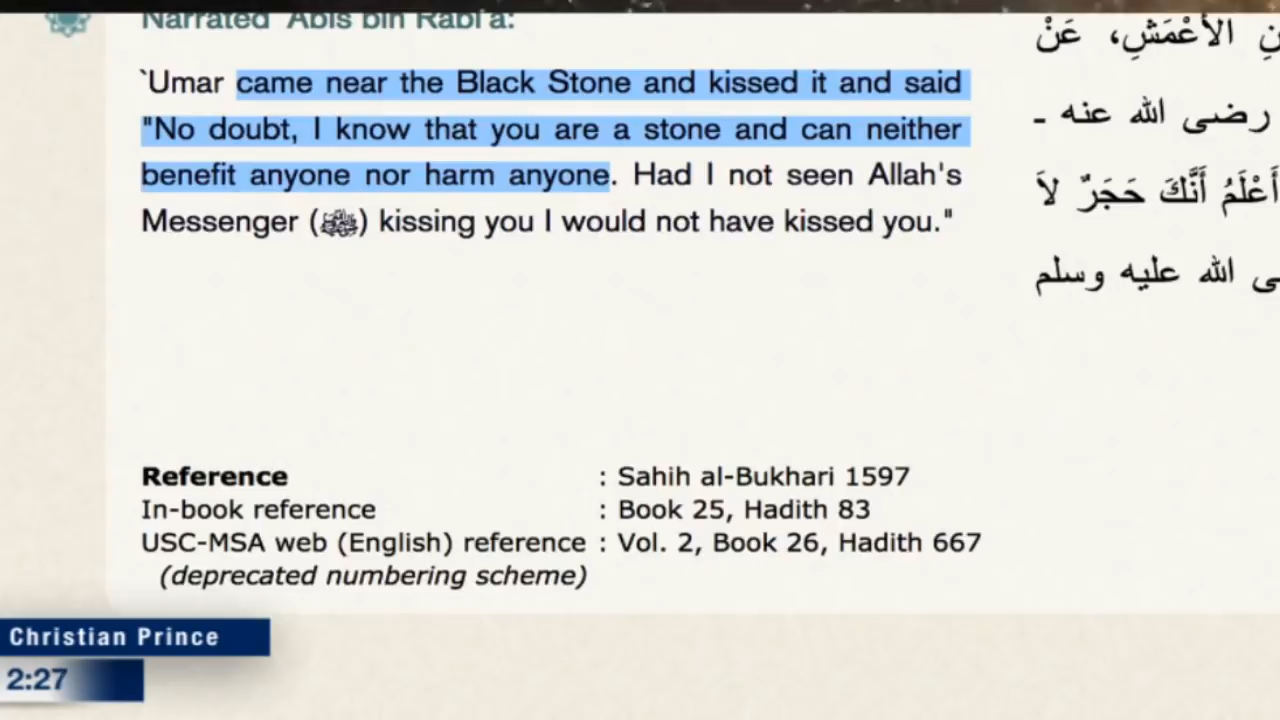 Narrated 'Abis bin Rabi'a:
`Umar came near the Black Stone and kissed it and said
"No doubt, I know that you are a stone and can neither
benefit anyone nor harm anyone. Had I not seen Allah's
Messenger (ﷺ) kissing you I would not have kissed you."
نِ الأَعْمَشِ، عَنْ
رضى الله عنه ـ
أَعْلَمُ أَنَّكَ حَجَرٌ لاَ
ى الله عليه وسلم
Reference : Sahih al-Bukhari 1597
In-book reference : Book 25, Hadith 83
USC-MSA web (English) reference : Vol. 2, Book 26, Hadith 667
(deprecated numbering scheme)
Christian Prince
2:27